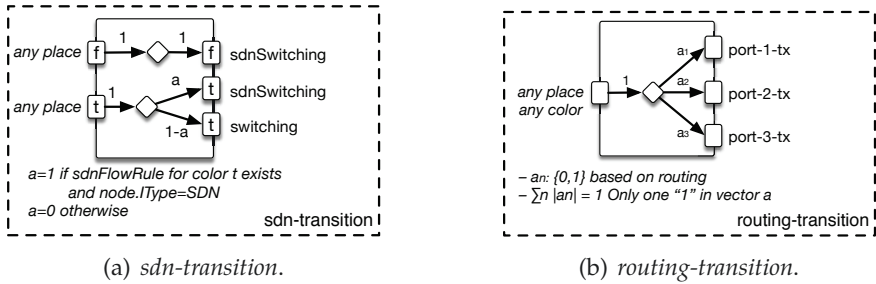 any place
1
1
f
f
sdnSwitching
any place
1
a
t
t
sdnSwitching
1-a
t
switching
a=1 if sdnFlowRule for color t exists
and node.IType=SDN
a=0 otherwise
sdn-transition
(a) sdn-transition.
any place
any color
1
a1
port-1-tx
a2
port-2-tx
a3
port-3-tx
– an: {0,1} based on routing
– ∑n |an| = 1 Only one “1” in vector a
routing-transition
(b) routing-transition.